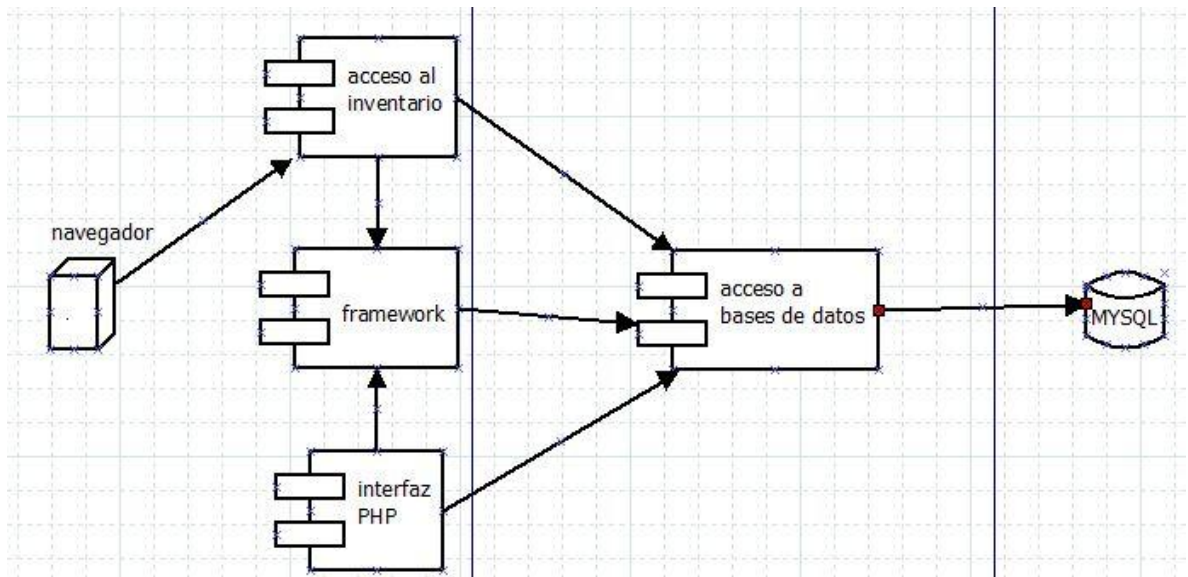 acceso al
inventario
navegador
framework
acceso a
bases de datos
MYSQL
interfaz
PHP